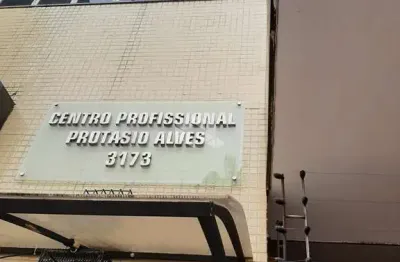 CENTRO PROFISSIONAL
PROTASIO ALVES
3173